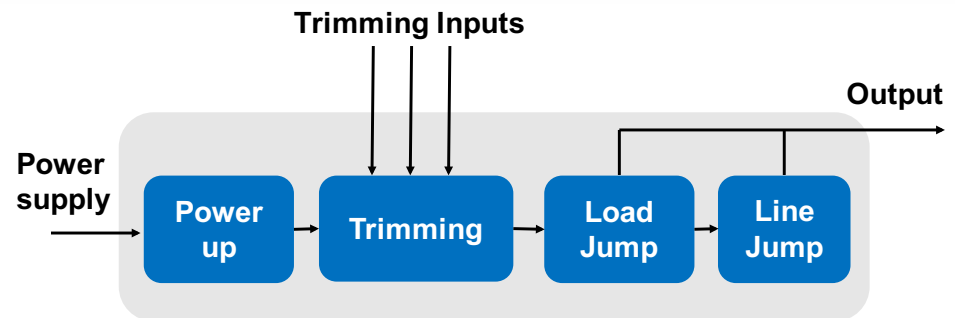 Trimming Inputs
Output
Power
supply
Power
up
Trimming
Load
Jump
Line
Jump